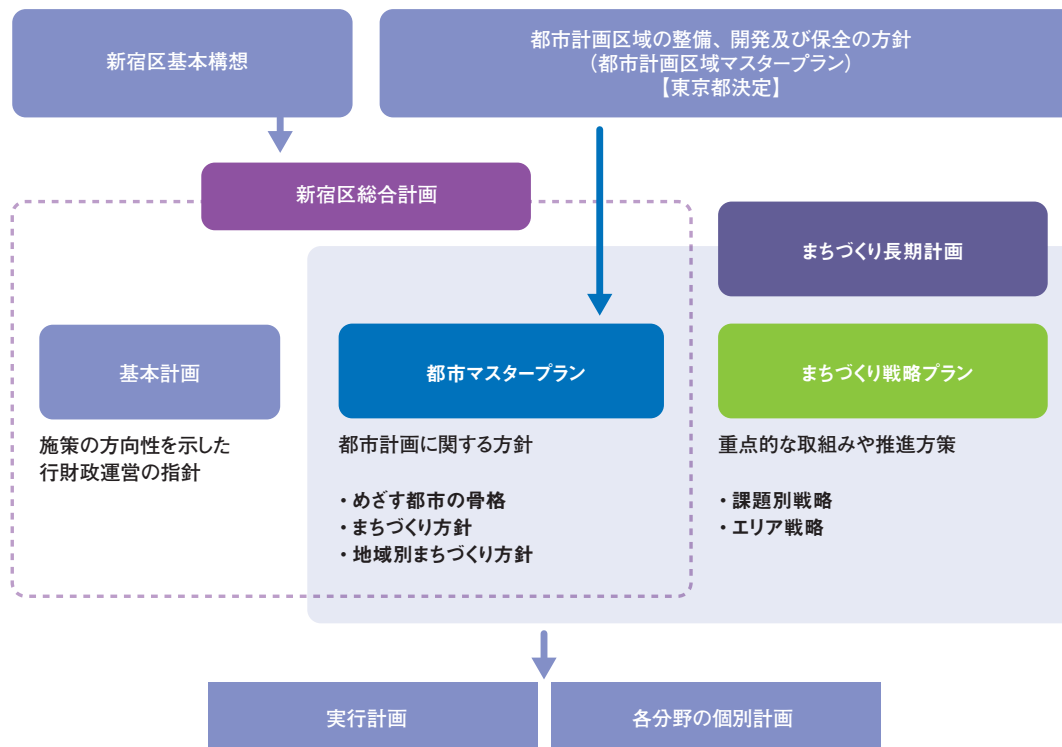 新宿区基本構想
都市計画区域の整備、開発及び保全の方針
（都市計画区域マスタープラン）
【東京都決定】
新宿区総合計画
まちづくり長期計画
基本計画
都市マスタープラン
まちづくり戦略プラン
施策の方向性を示した
行財政運営の指針
都市計画に関する方針
・めざす都市の骨格
・まちづくり方針
・地域別まちづくり方針
重点的な取組みや推進方策
・課題別戦略
・エリア戦略
実行計画
各分野の個別計画